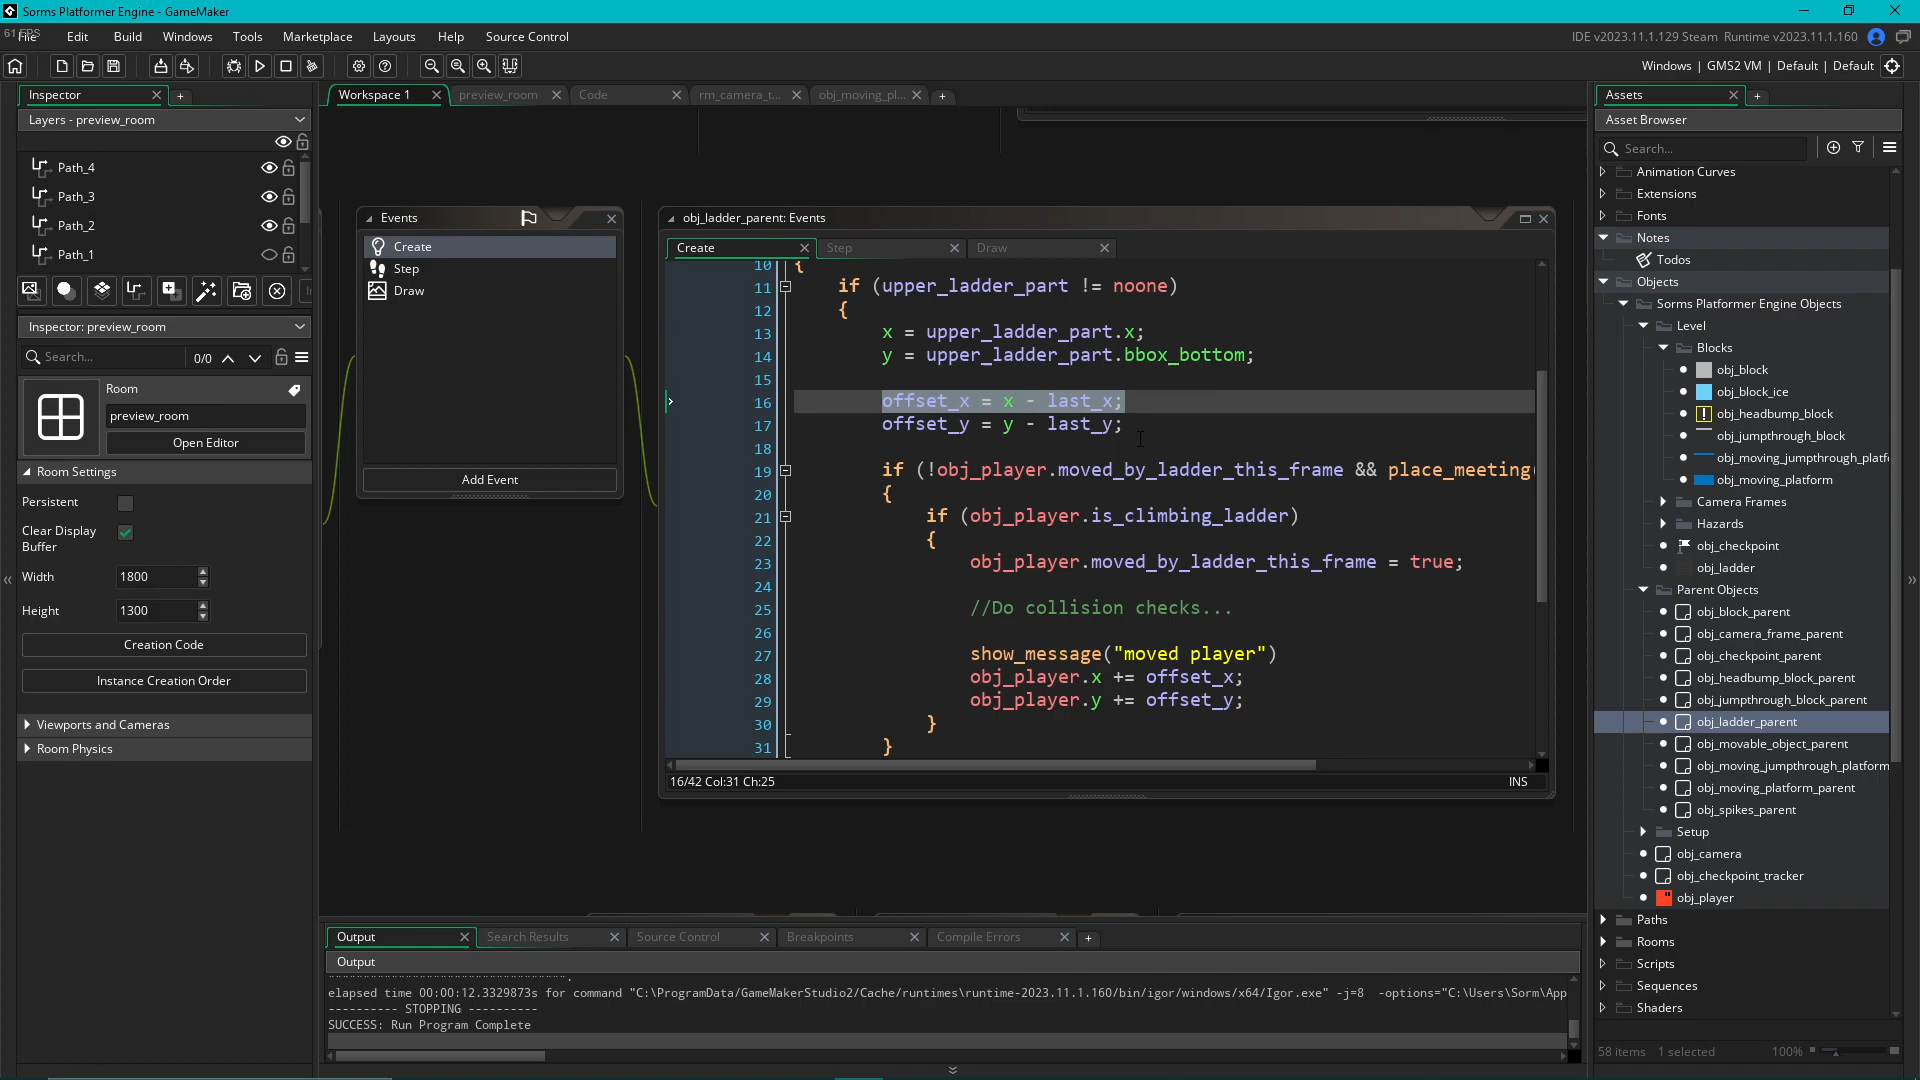 Sorms Platformer Engine - GameMaker
61 FPS
File Edit Build Windows Tools Marketplace Layouts Help Source Control
IDE v2023.11.1.129 Steam Runtime v2023.11.1.160
Windows | GMS2 VM | Default | Default
Inspector
Layers - preview_room
Path_4
Path_3
Path_2
Path_1
Inspector: preview_room
Search...
0/0
Room
preview_room
Open Editor
Room Settings
Persistent
Clear Display
Buffer
Width 1800
Height 1300
Creation Code
Instance Creation Order
Viewports and Cameras
Room Physics
Workspace 1
preview_room
Code
rm_camera_t...
obj_moving_pl...
Events
Create
Step
Draw
Add Event
obj_ladder_parent: Events
Create Step Draw
10 {
11 if (upper_ladder_part != noone)
12 {
13 x = upper_ladder_part.x;
14 y = upper_ladder_part.bbox_bottom;
15
16 offset_x = x - last_x;
17 offset_y = y - last_y;
18
19 if (!obj_player.moved_by_ladder_this_frame && place_meeting(
20 {
21 if (obj_player.is_climbing_ladder)
22 {
23 obj_player.moved_by_ladder_this_frame = true;
24
25 //Do collision checks...
26
27 show_message("moved player")
28 obj_player.x += offset_x;
29 obj_player.y += offset_y;
30 }
31 }
16/42 Col:31 Ch:25
INS
Output
Search Results
Source Control
Breakpoints
Compile Errors
Output
elapsed time 00:00:12.3329873s for command "C:\ProgramData/GameMakerStudio2/Cache/runtimes\runtime-2023.11.1.160/bin/igor/windows/x64/Igor.exe" -j=8 -options="C:\Users\Sorm\App
---------- STOPPING ----------
SUCCESS: Run Program Complete
Assets
Asset Browser
Search...
Animation Curves
Extensions
Fonts
Notes
Todos
Objects
Sorms Platformer Engine Objects
Level
Blocks
obj_block
obj_block_ice
obj_headbump_block
obj_jumpthrough_block
obj_moving_jumpthrough_platf
obj_moving_platform
Camera Frames
Hazards
obj_checkpoint
obj_ladder
Parent Objects
obj_block_parent
obj_camera_frame_parent
obj_checkpoint_parent
obj_headbump_block_parent
obj_jumpthrough_block_parent
obj_ladder_parent
obj_movable_object_parent
obj_moving_jumpthrough_platform
obj_moving_platform_parent
obj_spikes_parent
Setup
obj_camera
obj_checkpoint_tracker
obj_player
Paths
Rooms
Scripts
Sequences
Shaders
58 items 1 selected 100%